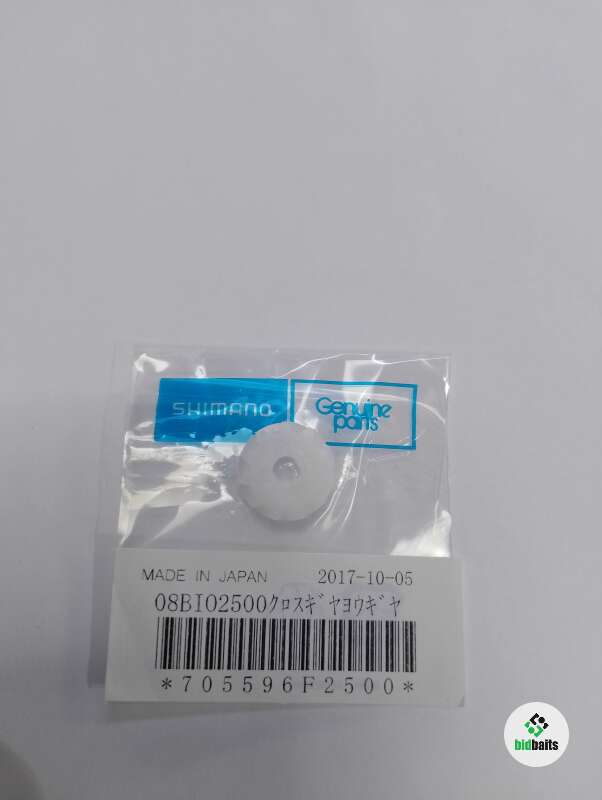 SHIMANO
Genuine
parts
MADE IN JAPAN 2017-10-05
08BIO2500ｸﾛｽｷﾞﾔﾖｳｷﾞﾔ
*705596F2500*
bidbaits